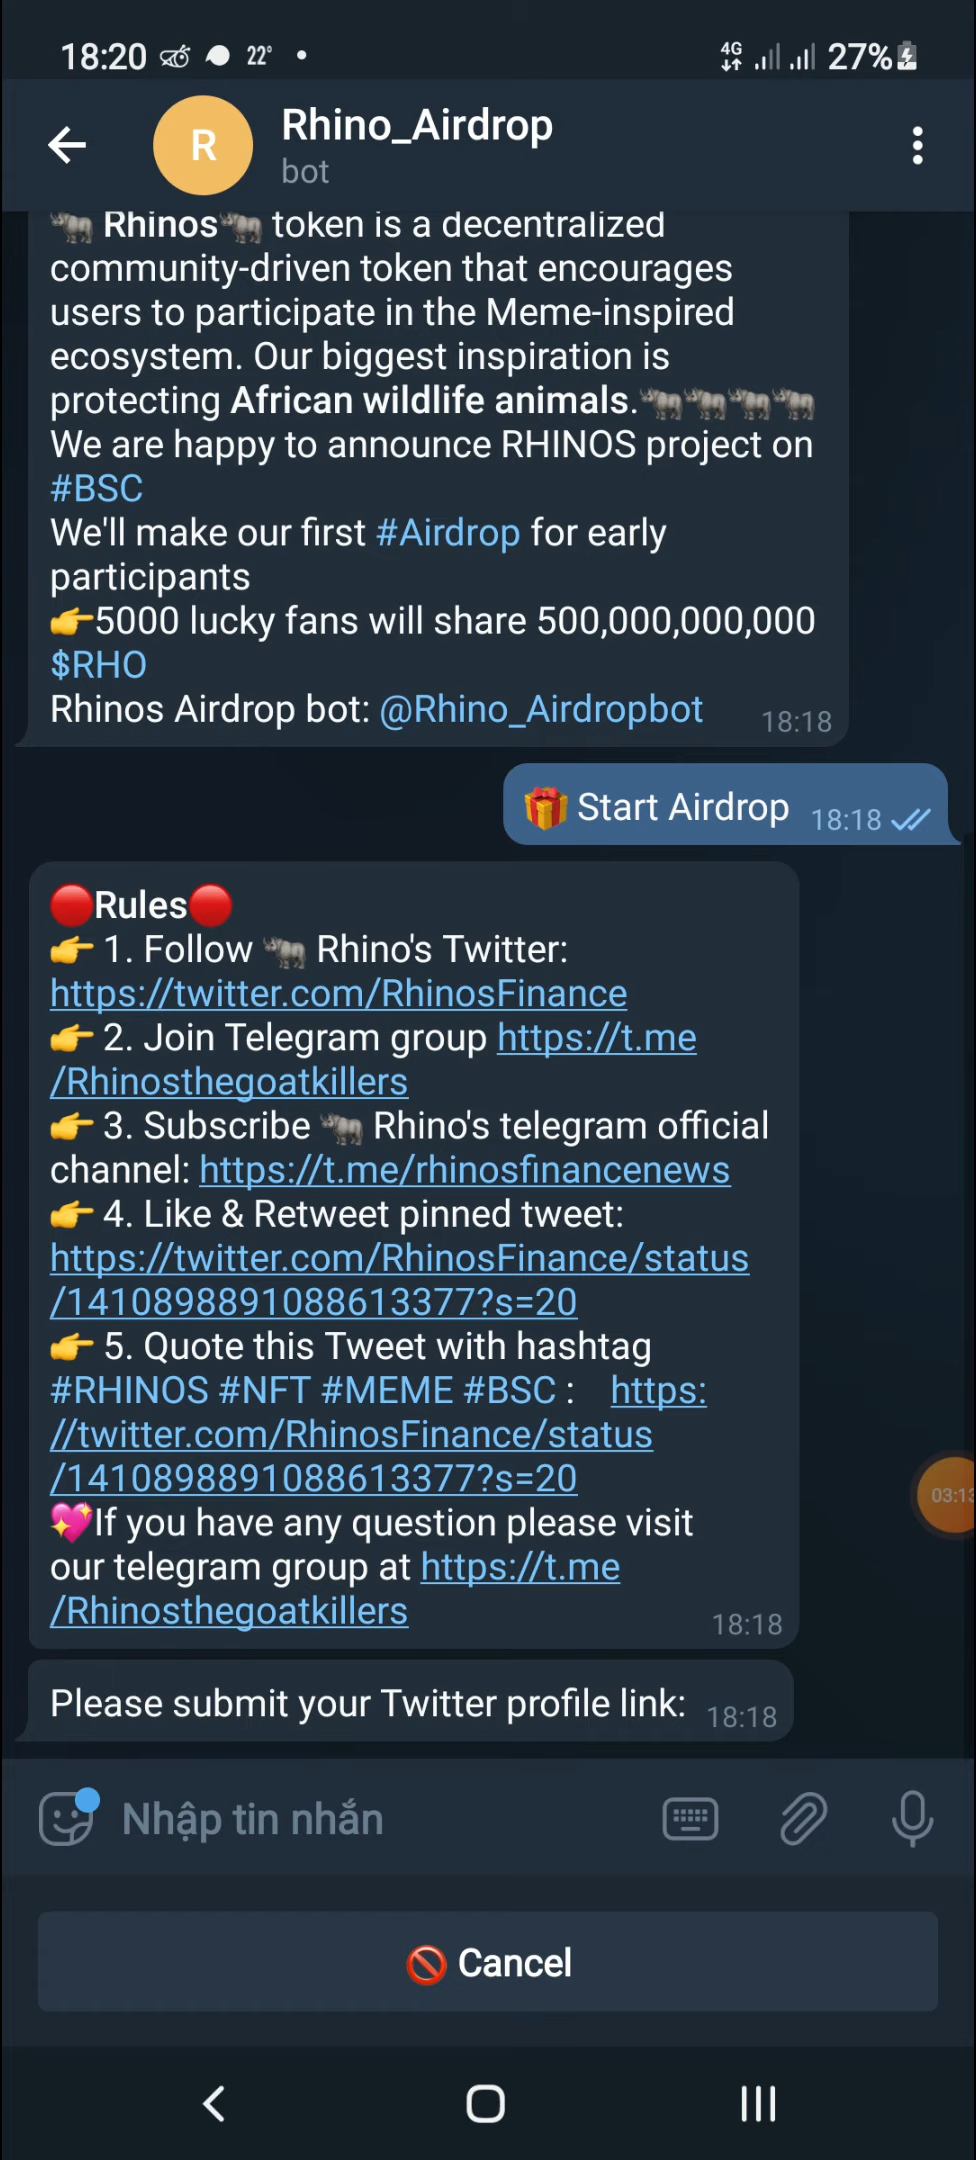 18:20 22° 4G 27%
R Rhino_Airdrop
bot
🦏 Rhinos🦏 token is a decentralized
community-driven token that encourages
users to participate in the Meme-inspired
ecosystem. Our biggest inspiration is
protecting African wildlife animals.🦏🦏🦏🦏
We are happy to announce RHINOS project on
#BSC
We'll make our first #Airdrop for early
participants
👉5000 lucky fans will share 500,000,000,000
$RHO
Rhinos Airdrop bot: @Rhino_Airdropbot 18:18
🎁 Start Airdrop 18:18
🔴Rules🔴
👉 1. Follow 🦏 Rhino's Twitter:
https://twitter.com/RhinosFinance
👉 2. Join Telegram group https://t.me
/Rhinosthegoatkillers
👉 3. Subscribe 🦏 Rhino's telegram official
channel: https://t.me/rhinosfinancenews
👉 4. Like & Retweet pinned tweet:
https://twitter.com/RhinosFinance/status
/1410898891088613377?s=20
👉 5. Quote this Tweet with hashtag
#RHINOS #NFT #MEME #BSC : https:
//twitter.com/RhinosFinance/status
/1410898891088613377?s=20
03:13
💖If you have any question please visit
our telegram group at https://t.me
/Rhinosthegoatkillers 18:18
Please submit your Twitter profile link: 18:18
Nhập tin nhắn
🚫 Cancel